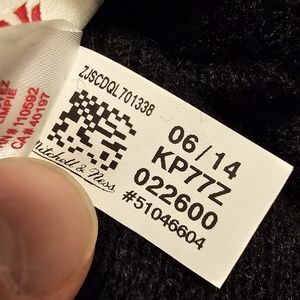 ZJSCDQL701338
06/14
KP77Z
022600
#51046604
Mitchell & Ness
RN# 110592
CA# 40197